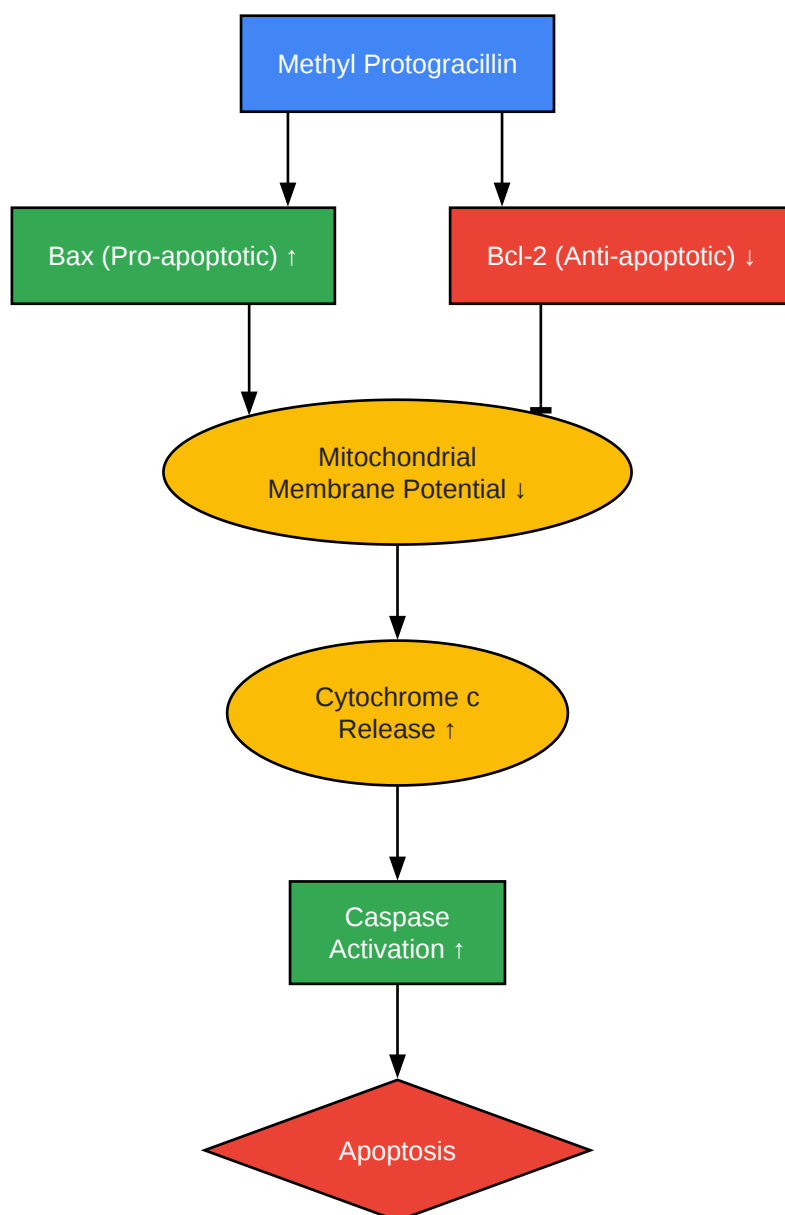 Methyl Protogracillin
Bax (Pro-apoptotic) ↑
Bcl-2 (Anti-apoptotic) ↓
Mitochondrial
Membrane Potential ↓
Cytochrome c
Release ↑
Caspase
Activation ↑
Apoptosis